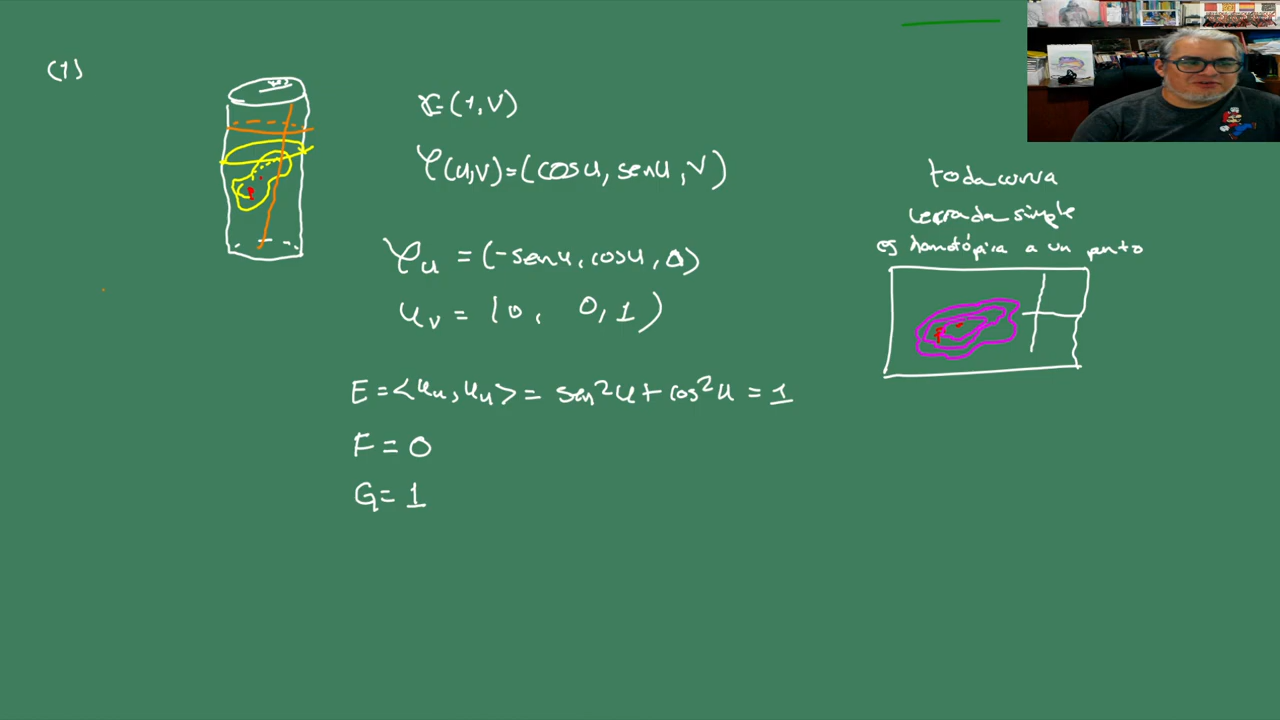 (1)
α=(1,v)
φ(u,v)=(cosu, senu, v)
φu = (-senu, cosu, 0)
φv = (0, 0, 1)
E = <φu, φu> = sen²u + cos²u = 1
F = 0
G = 1
toda curva
cerrada simple
es homotópica a un punto